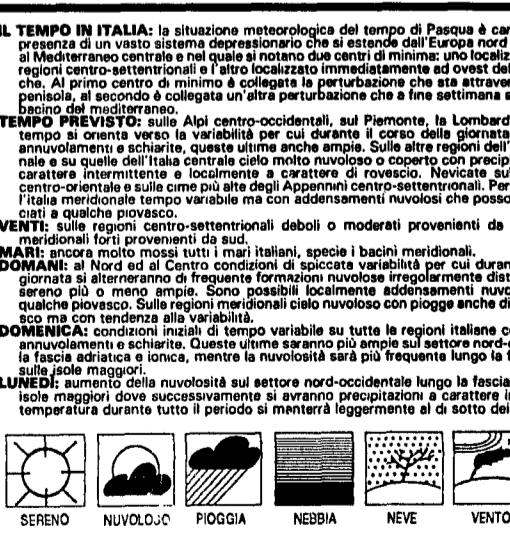 IL TEMPO IN ITALIA: la situazione meteorologica del tempo di Pasqua è car
presenza di un vasto sistema depressionario che si estende dall'Europa nord
al Mediterraneo centrale e nel quale si notano due centri di minima: uno localiz
regioni centro-settentrionali e l'altro localizzato immediatamente ad ovest del
che. Al primo centro di minimo è collegata la perturbazione che sta attrave
penisola, al secondo è collegata un'altra perturbazione che a fine settimana s
bacino del mediterraneo.
TEMPO PREVISTO: sulle Alpi centro-occidentali, sul Piemonte, la Lombard
tempo si orienta verso la variabilità per cui durante il corso della giornata
annuvolamenti e schiarite, queste ultime anche ampie. Sulle altre regioni dell'
nale e su quelle dell'Italia centrale cielo molto nuvoloso o coperto con precip
carattere intermittente e localmente a carattere di rovescio. Nevicate su
centro-orientale e sulle cime più alte degli Appennini centro-settentrionali. Per
l'italia meridionale tempo variabile ma con addensamenti nuvolosi che posso
ciati a qualche piovasco.
VENTI: sulle regioni centro-settentrionali deboli o moderati provenienti da
meridionali forti provenienti da sud.
MARI: ancora molto mossi tutti i mari italiani, specie i bacini meridionali.
DOMANI: al Nord ed al Centro condizioni di spiccata variabilità per cui duran
giornata si alterneranno di frequente formazioni nuvolose irregolarmente dist
sereno più o meno ampie. Sono possibili localmente addensamenti nuvo
qualche piovasco. Sulle regioni meridionali cielo nuvoloso con piogge anche di
sco ma con tendenza alla variabilità.
DOMENICA: condizioni iniziali di tempo variabile su tutte le regioni italiane c
annuvolamenti e schiarite. Queste ultime saranno più ampie sul settore nord-
la fascia adriatica e ionica, mentre la nuvolosità sarà più frequente lungo la f
sulle isole maggiori.
LUNEDÌ: aumento della nuvolosità sul settore nord-occidentale lungo la fascia
isole maggiori dove successivamente si avranno precipitazioni a carattere i
temperatura durante tutto il periodo si manterrà leggermente al di sotto del
SERENO NUVOLOSO PIOGGIA NEBBIA NEVE VENTO